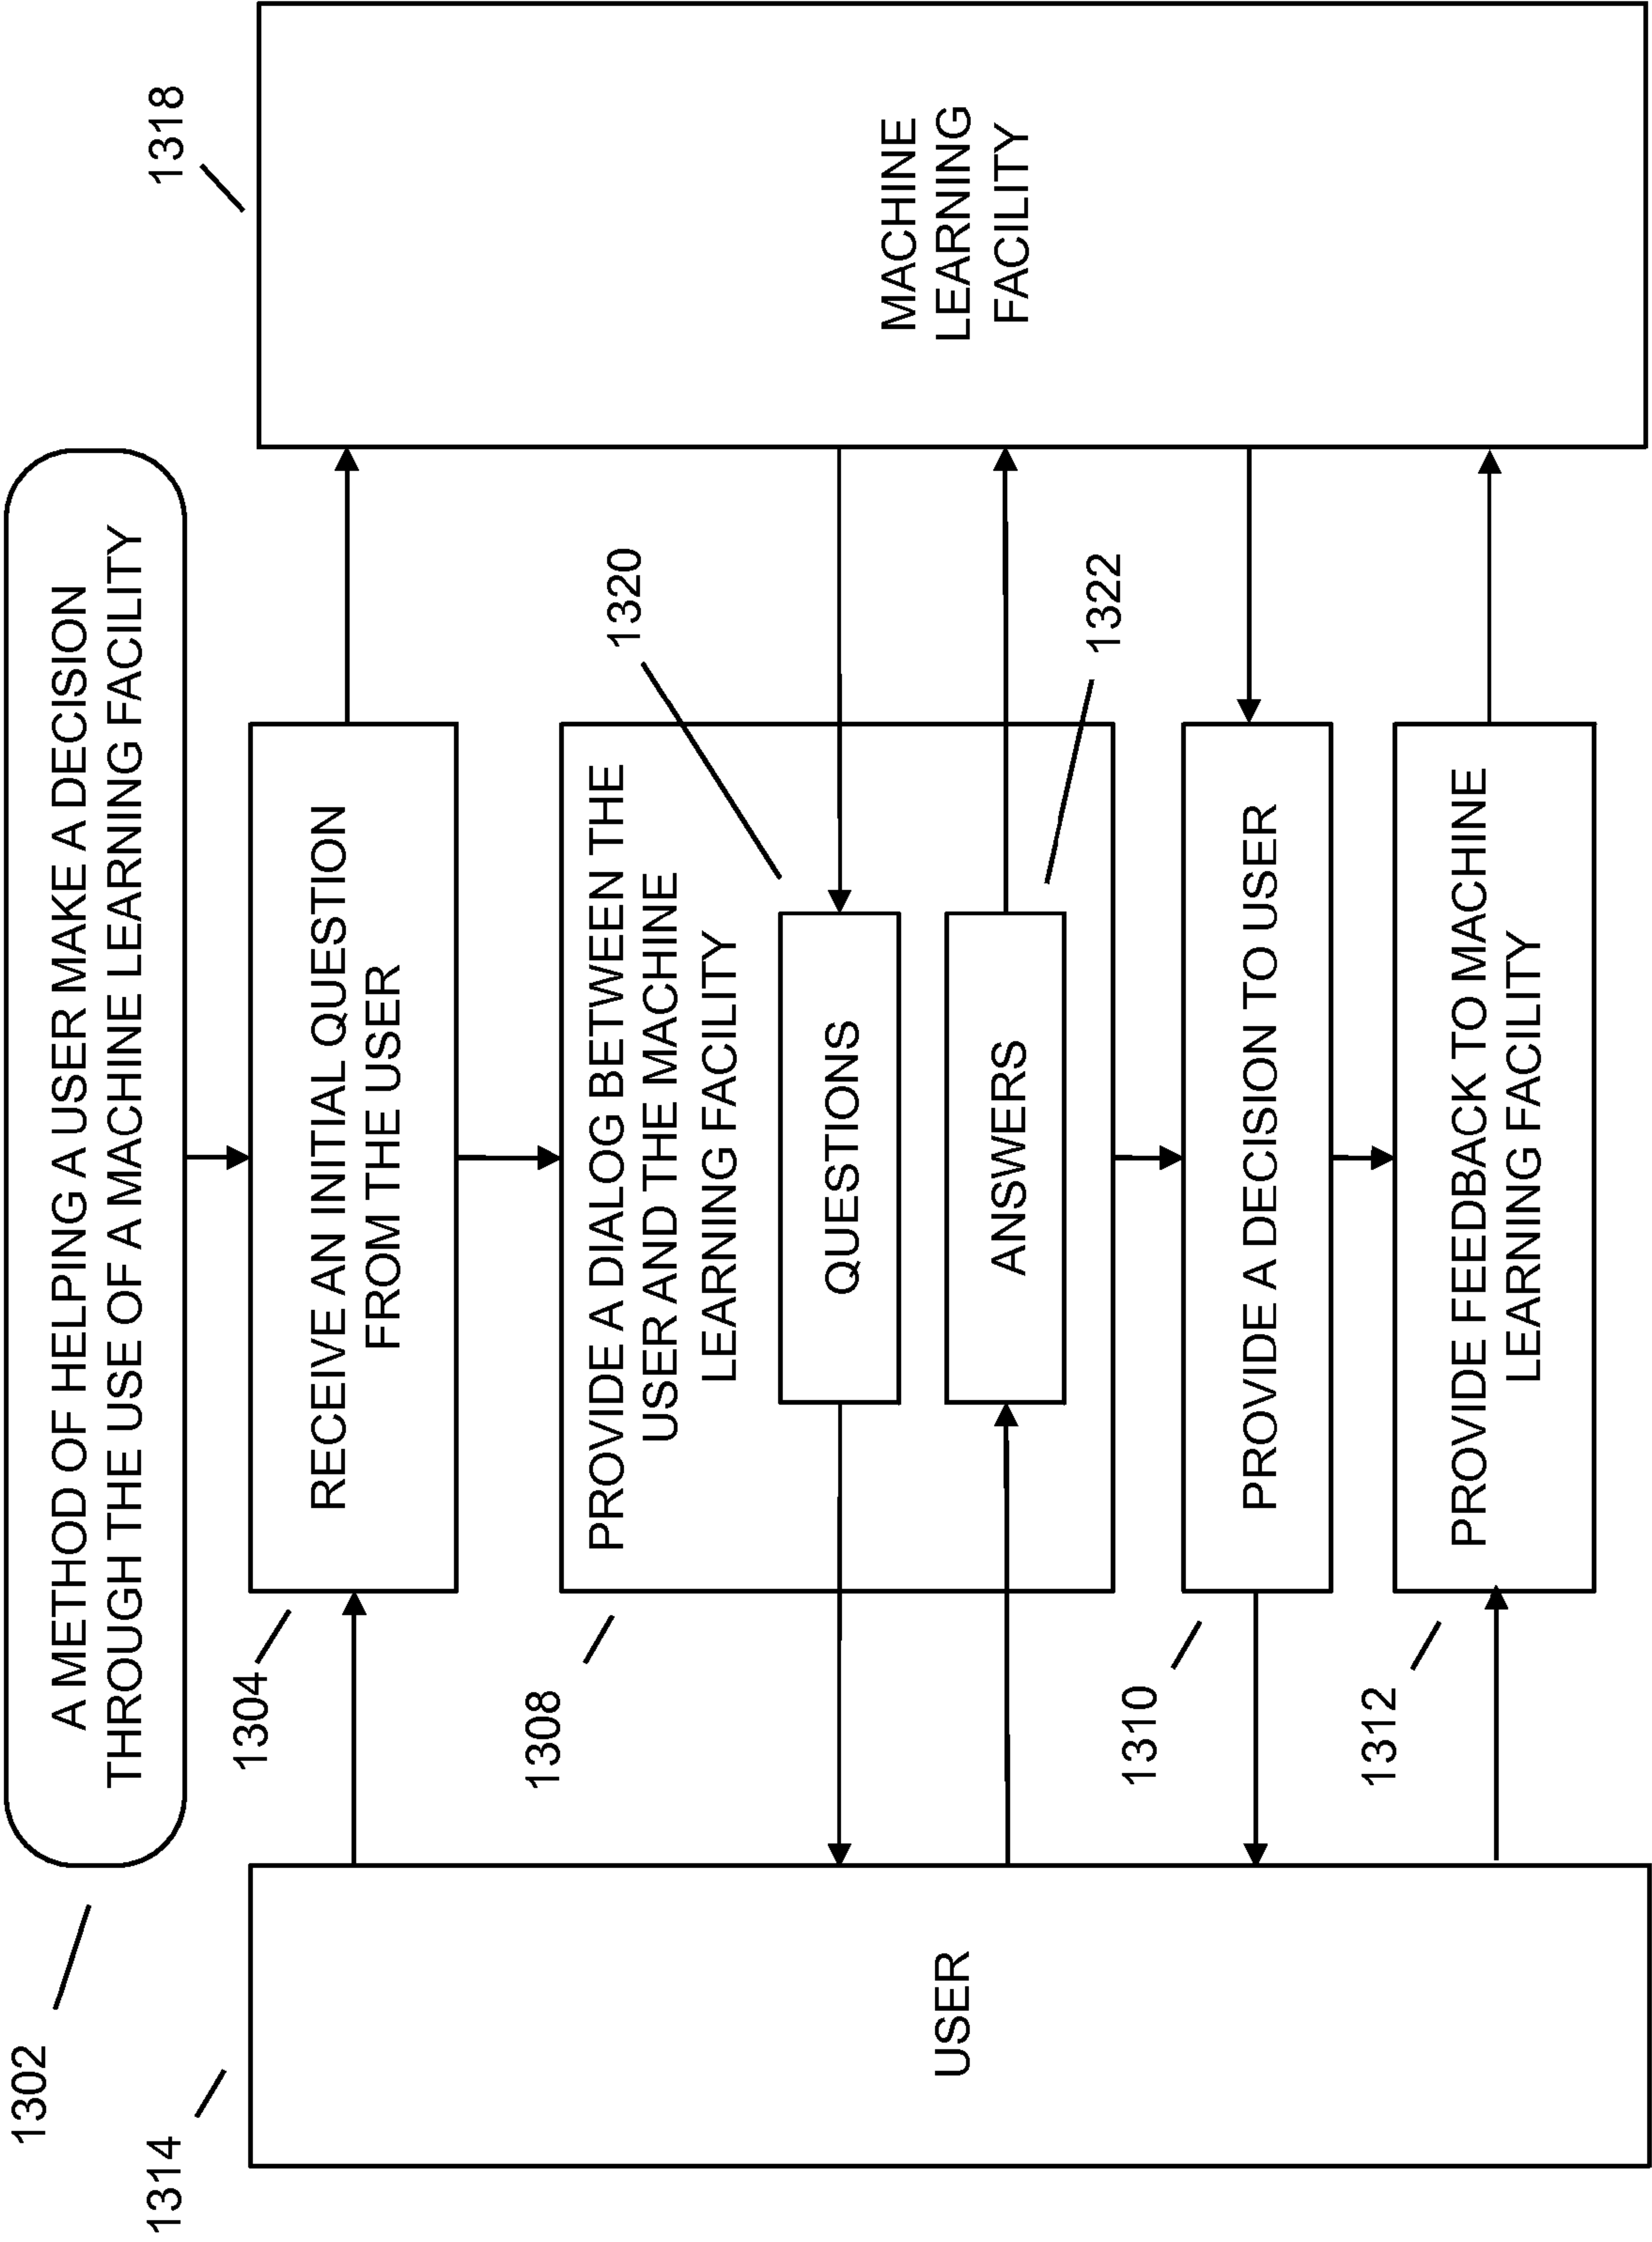 1302
A METHOD OF HELPING A USER MAKE A DECISION
THROUGH THE USE OF A MACHINE LEARNING FACILITY
1314
USER
1318
MACHINE
LEARNING
FACILITY
1304
RECEIVE AN INITIAL QUESTION
FROM THE USER
1308
PROVIDE A DIALOG BETWEEN THE
USER AND THE MACHINE
LEARNING FACILITY
1320
QUESTIONS
1322
ANSWERS
1310
PROVIDE A DECISION TO USER
1312
PROVIDE FEEDBACK TO MACHINE
LEARNING FACILITY